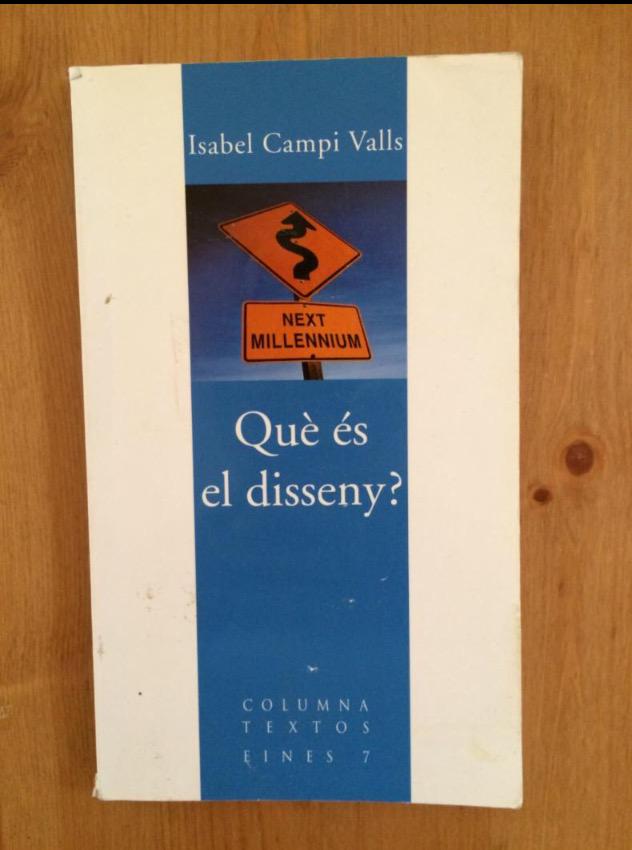 Isabel Campi Valls
NEXT
MILLENNIUM
Què és
el disseny?
COLUMNA
TEXTOS
EINES 7